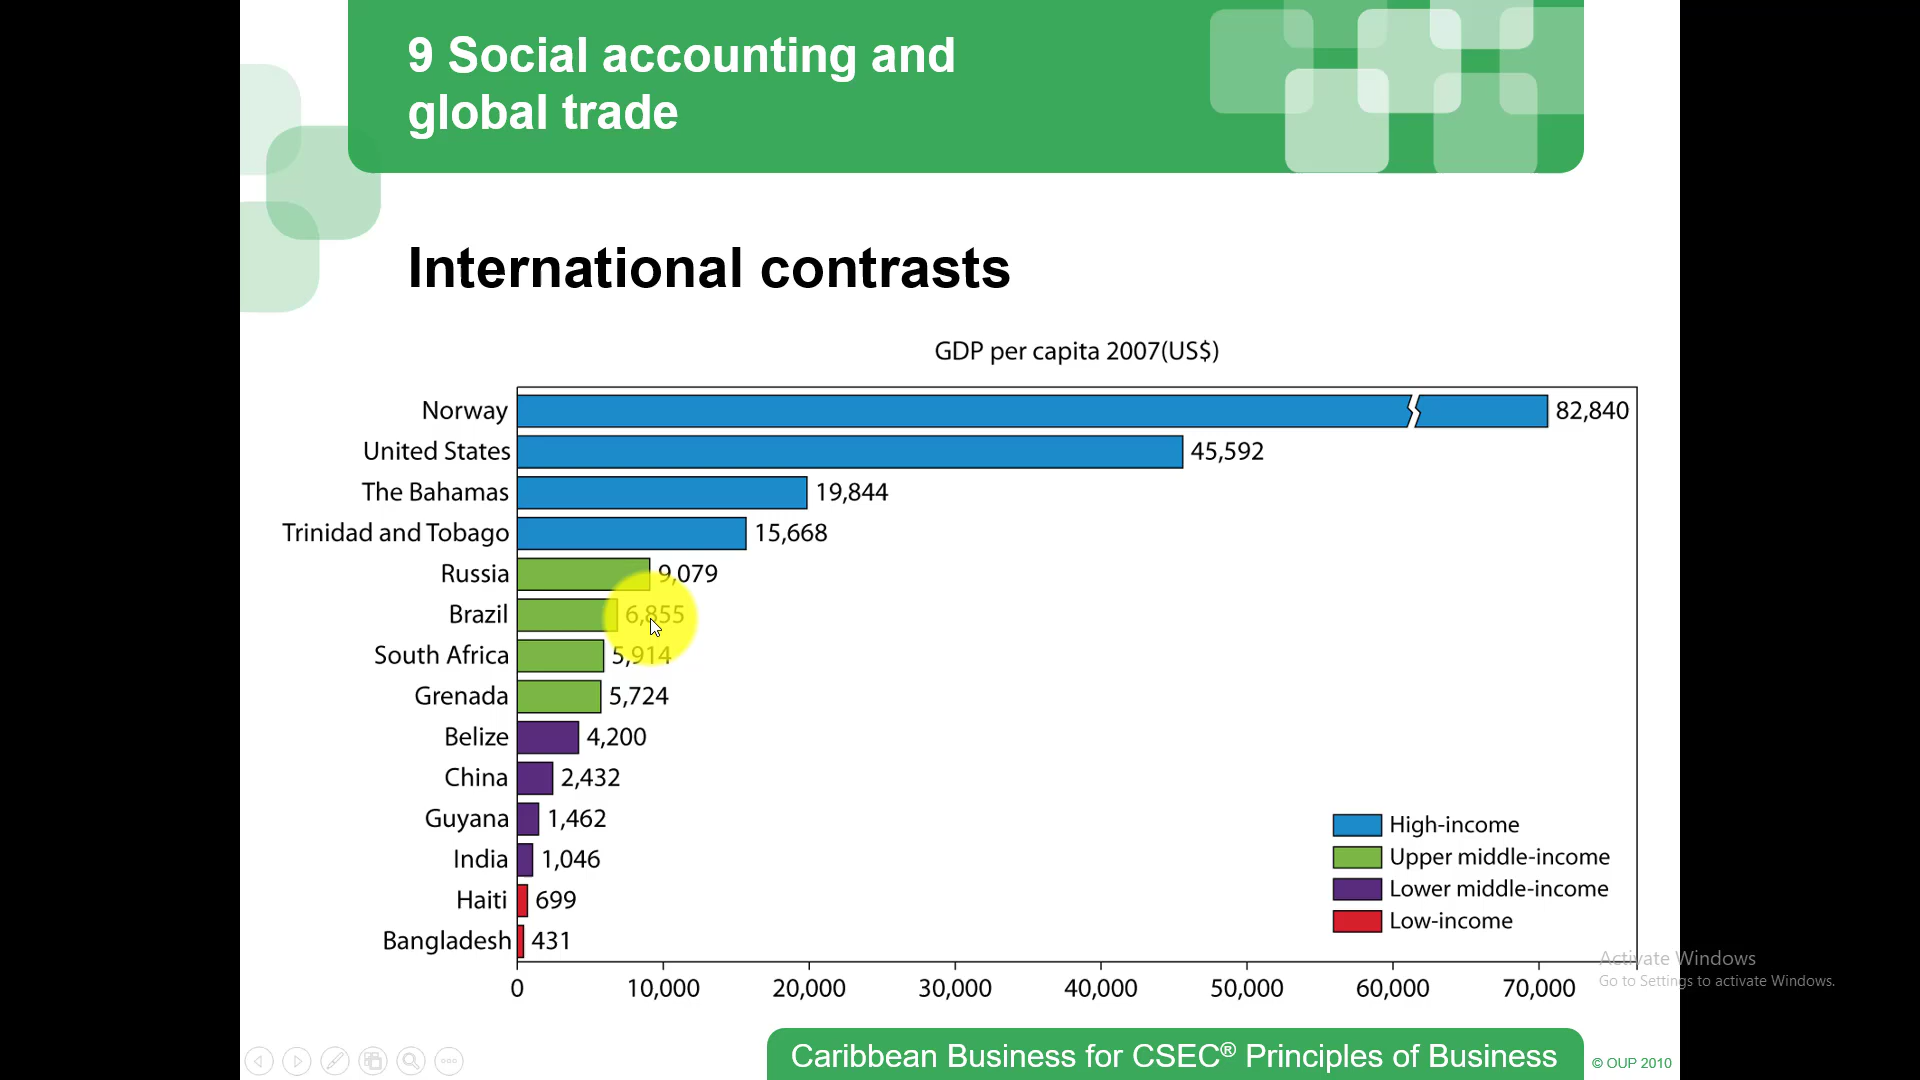 9 Social accounting and
global trade
International contrasts
GDP per capita 2007(US$)
Norway 82,840
United States 45,592
The Bahamas 19,844
Trinidad and Tobago 15,668
Russia 9,079
Brazil 6,855
South Africa 5,914
Grenada 5,724
Belize 4,200
China 2,432
Guyana 1,462
India 1,046
Haiti 699
Bangladesh 431
High-income
Upper middle-income
Lower middle-income
Low-income
0 10,000 20,000 30,000 40,000 50,000 60,000 70,000
Activate Windows
Go to Settings to activate Windows.
Caribbean Business for CSEC® Principles of Business
© OUP 2010